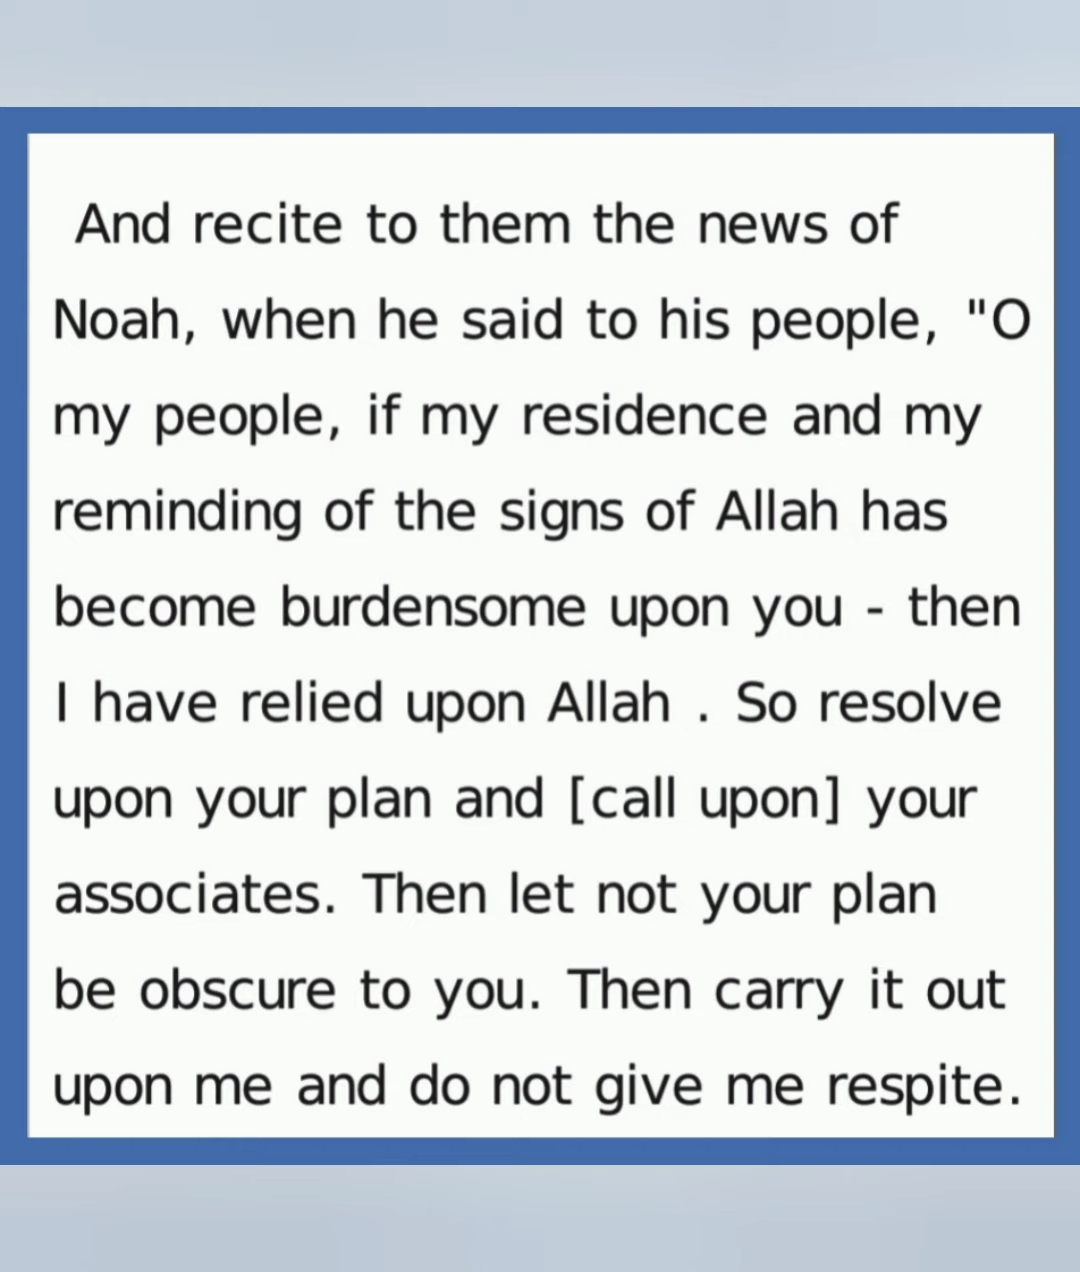 And recite to them the news of
Noah, when he said to his people, "O
my people, if my residence and my
reminding of the signs of Allah has
become burdensome upon you - then
I have relied upon Allah . So resolve
upon your plan and [call upon] your
associates. Then let not your plan
be obscure to you. Then carry it out
upon me and do not give me respite.